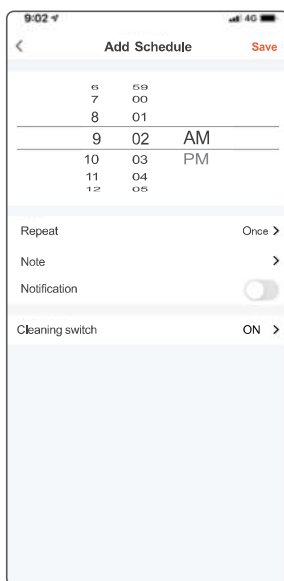 9:02 4G
Add Schedule Save
6 59
7 00
8 01
9 02 AM
10 03 PM
11 04
12 05
Repeat Once >
Note >
Notification
Cleaning switch ON >